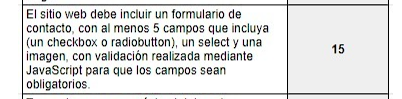 El sitio web debe incluir un formulario de
contacto, con al menos 5 campos que incluya
(un checkbox o radiobutton), un select y una
imagen, con validación realizada mediante
JavaScript para que los campos sean
obligatorios.
15